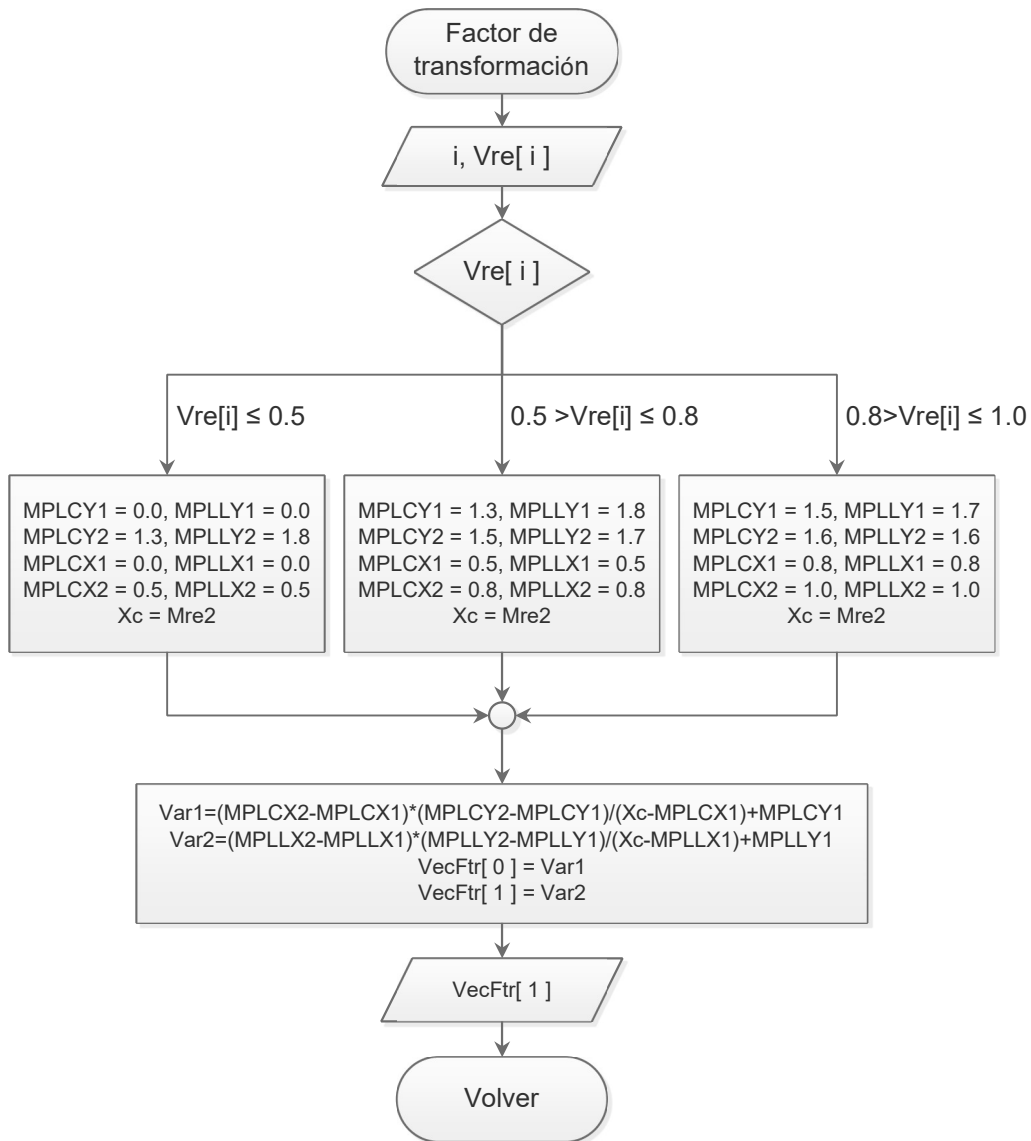 Factor de
transformación
i, Vre[ i ]
Vre[ i ]
Vre[i] ≤ 0.5
0.5 >Vre[i] ≤ 0.8
0.8>Vre[i] ≤ 1.0
MPLCY1 = 0.0, MPLLY1 = 0.0
MPLCY2 = 1.3, MPLLY2 = 1.8
MPLCX1 = 0.0, MPLLX1 = 0.0
MPLCX2 = 0.5, MPLLX2 = 0.5
Xc = Mre2
MPLCY1 = 1.3, MPLLY1 = 1.8
MPLCY2 = 1.5, MPLLY2 = 1.7
MPLCX1 = 0.5, MPLLX1 = 0.5
MPLCX2 = 0.8, MPLLX2 = 0.8
Xc = Mre2
MPLCY1 = 1.5, MPLLY1 = 1.7
MPLCY2 = 1.6, MPLLY2 = 1.6
MPLCX1 = 0.8, MPLLX1 = 0.8
MPLCX2 = 1.0, MPLLX2 = 1.0
Xc = Mre2
Var1=(MPLCX2-MPLCX1)*(MPLCY2-MPLCY1)/(Xc-MPLCX1)+MPLCY1
Var2=(MPLLX2-MPLLX1)*(MPLLY2-MPLLY1)/(Xc-MPLLX1)+MPLLY1
VecFtr[ 0 ] = Var1
VecFtr[ 1 ] = Var2
VecFtr[ 1 ]
Volver